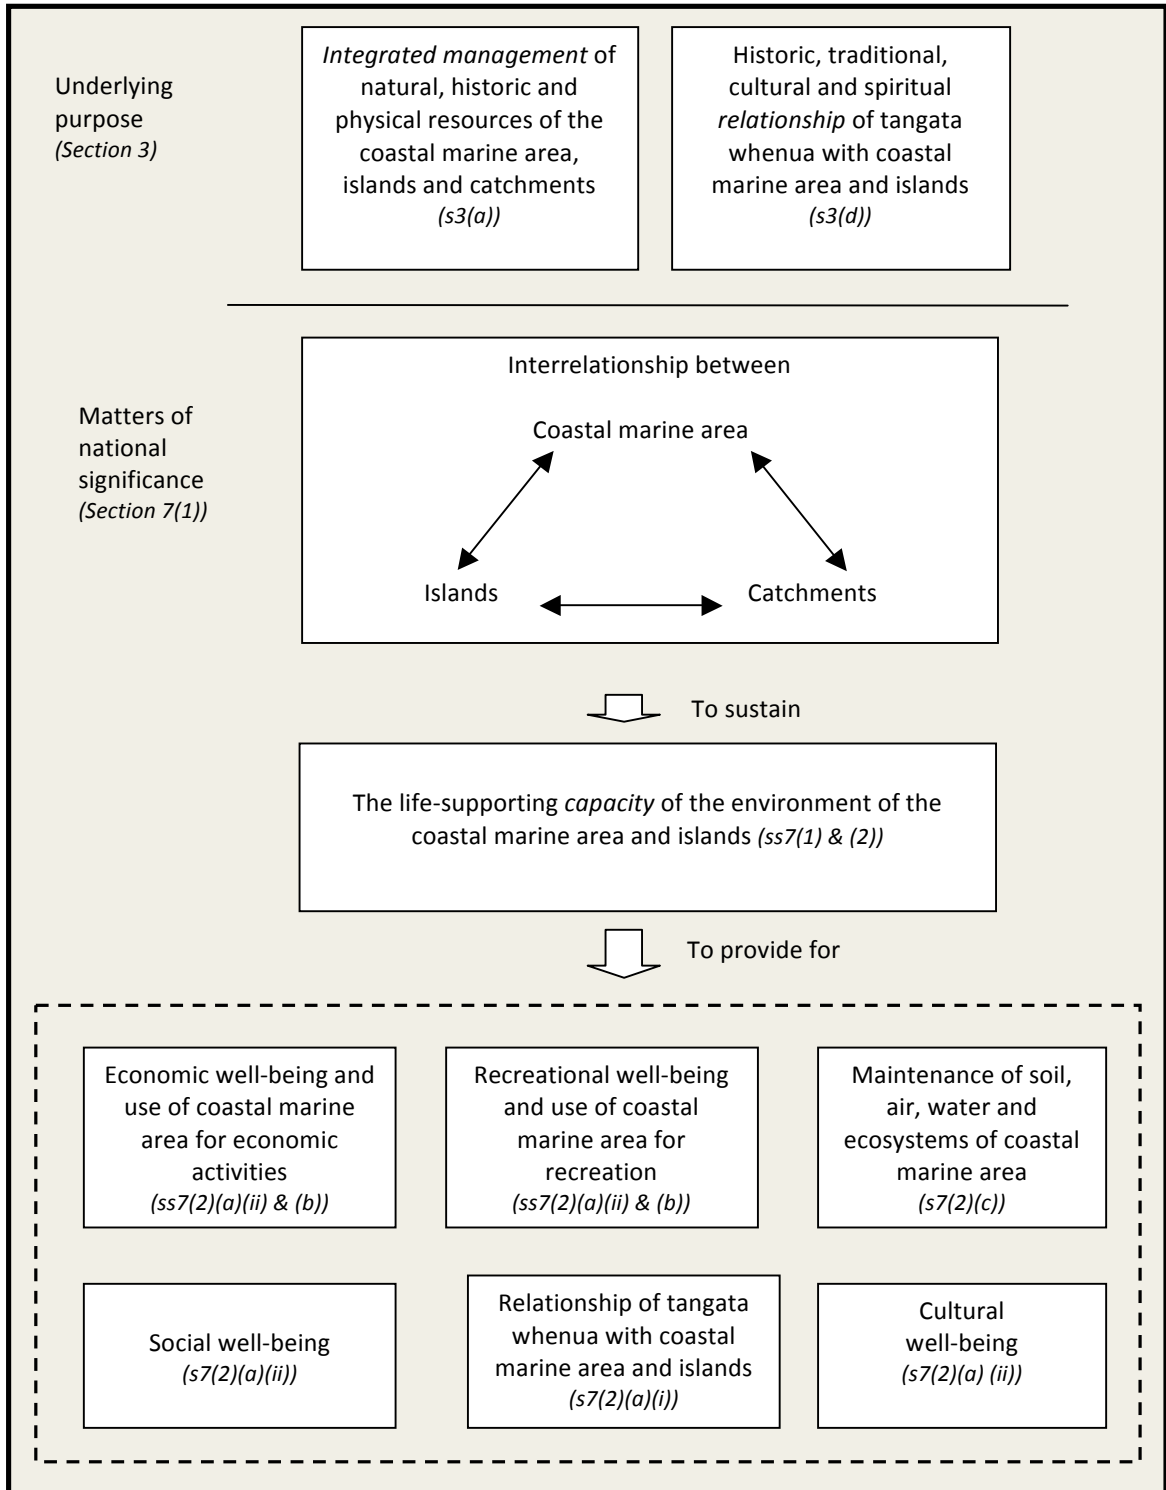 Underlying
purpose
(Section 3)
Integrated management of
natural, historic and
physical resources of the
coastal marine area,
islands and catchments
(s3(a))
Historic, traditional,
cultural and spiritual
relationship of tangata
whenua with coastal
marine area and islands
(s3(d))
Matters of
national
significance
(Section 7(1))
Interrelationship between
Coastal marine area
Islands
Catchments
To sustain
The life-supporting capacity of the environment of the
coastal marine area and islands (ss7(1) & (2))
To provide for
Economic well-being and
use of coastal marine
area for economic
activities
(ss7(2)(a)(ii) & (b))
Recreational well-being
and use of coastal
marine area for
recreation
(ss7(2)(a)(ii) & (b))
Maintenance of soil,
air, water and
ecosystems of coastal
marine area
(s7(2)(c))
Social well-being
(s7(2)(a)(ii))
Relationship of tangata
whenua with coastal
marine area and islands
(s7(2)(a)(i))
Cultural
well-being
(s7(2)(a) (ii))